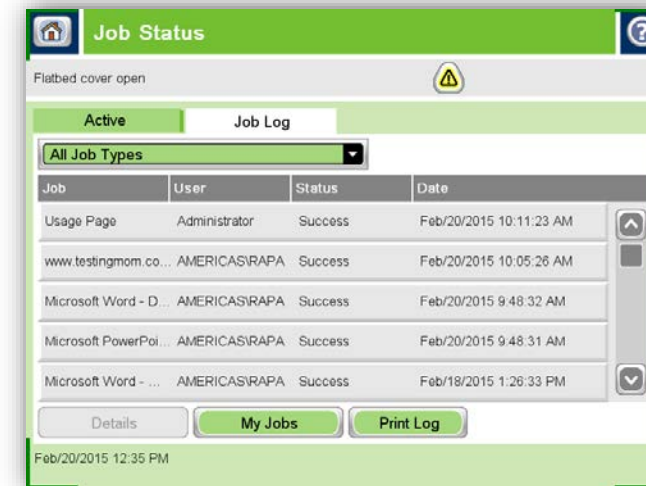 Job Status
?
Flatbed cover open
Active Job Log
All Job Types
Job User Status Date
Usage Page Administrator Success Feb/20/2015 10:11:23 AM
www.testingmom.co... AMERICAS\RAPA Success Feb/20/2015 10:05:26 AM
Microsoft Word - D... AMERICAS\RAPA Success Feb/20/2015 9:48:32 AM
Microsoft PowerPoi... AMERICAS\RAPA Success Feb/20/2015 9:48:31 AM
Microsoft Word - ... AMERICAS\RAPA Success Feb/18/2015 1:26:33 PM
Details My Jobs Print Log
Feb/20/2015 12:35 PM